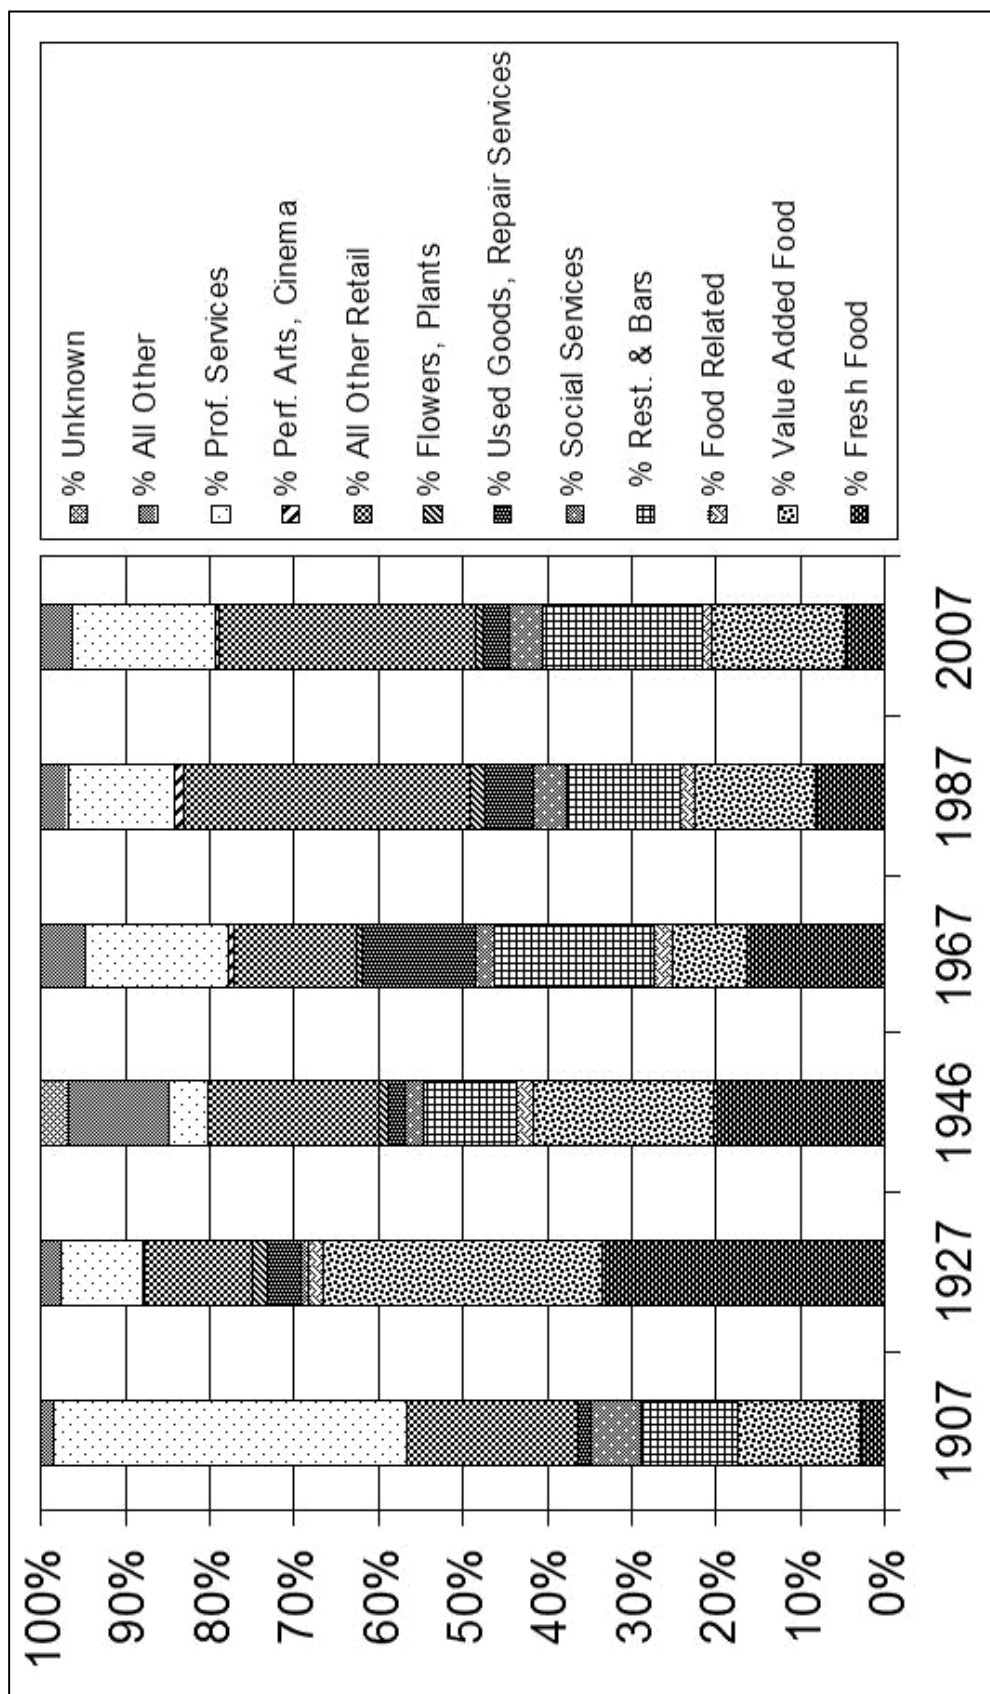 100%
90%
80%
70%
60%
50%
40%
30%
20%
10%
0%
1907
1927
1946
1967
1987
2007
% Unknown
% All Other
% Prof. Services
% Perf. Arts, Cinema
% All Other Retail
% Flowers, Plants
% Used Goods, Repair Services
% Social Services
% Rest. & Bars
% Food Related
% Value Added Food
% Fresh Food